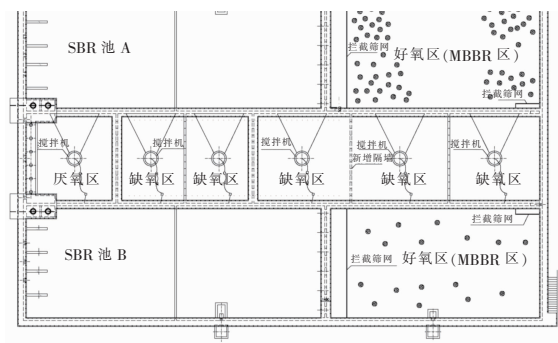 SBR 池 A
拦截筛网
好氧区(MBBR 区)
拦截筛网
搅拌机
搅拌机
搅拌机
搅拌机
搅拌机
新增隔墙
厌氧区
缺氧区
缺氧区
缺氧区
缺氧区
缺氧区
拦截筛网
SBR 池 B
拦截筛网
好氧区(MBBR 区)